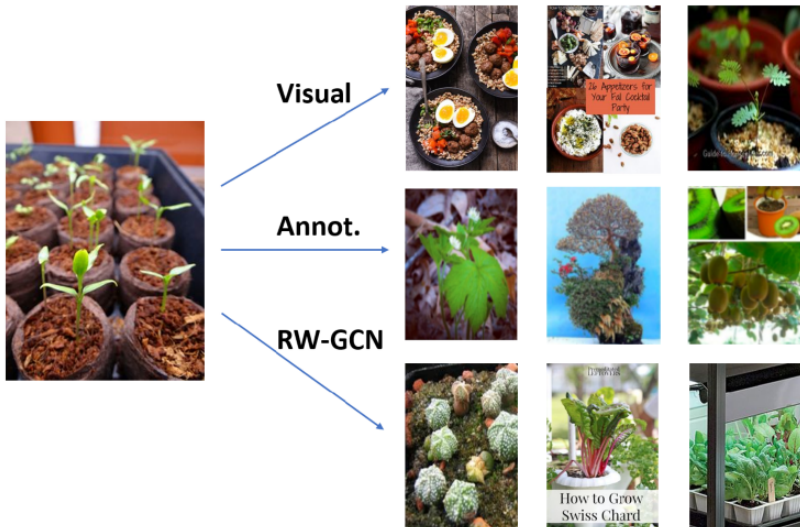 Visual
26 Appetizers for
Your Fall Cocktail
Party
Annot.
RW-GCN
How to Grow
Swiss Chard